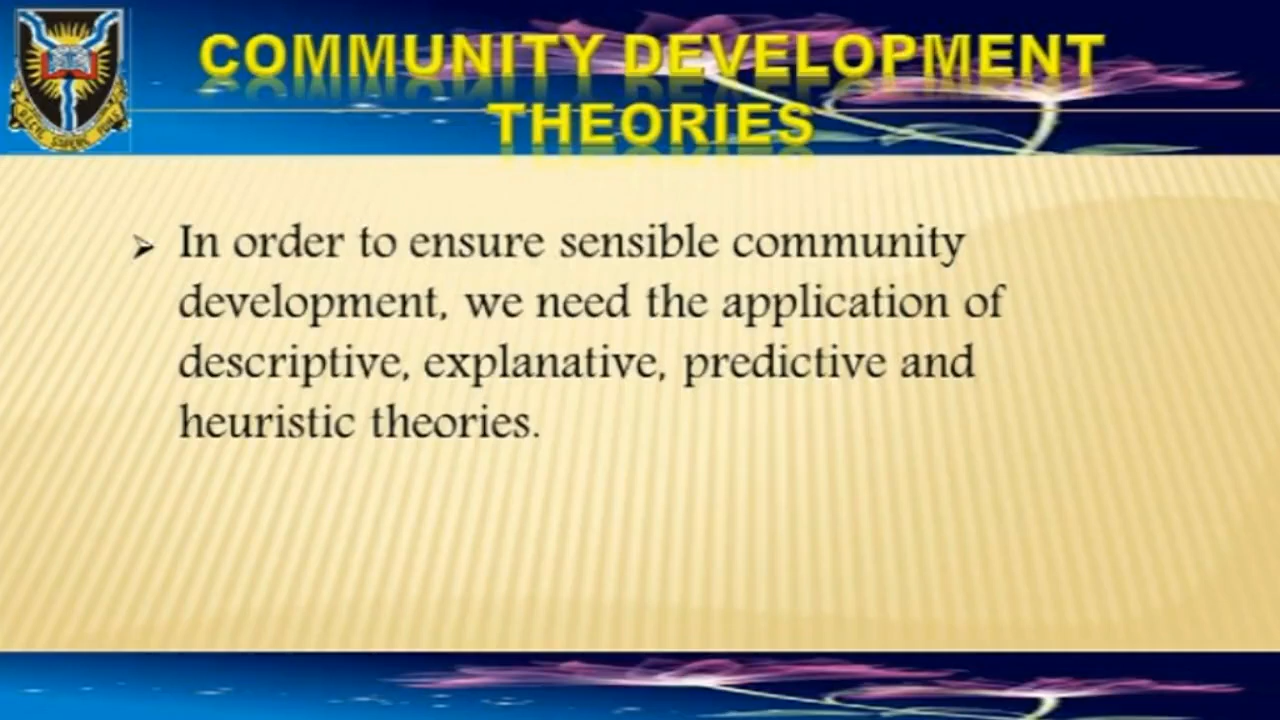 COMMUNITY DEVELOPMENT
THEORIES
In order to ensure sensible community
development, we need the application of
descriptive, explanative, predictive and
heuristic theories.